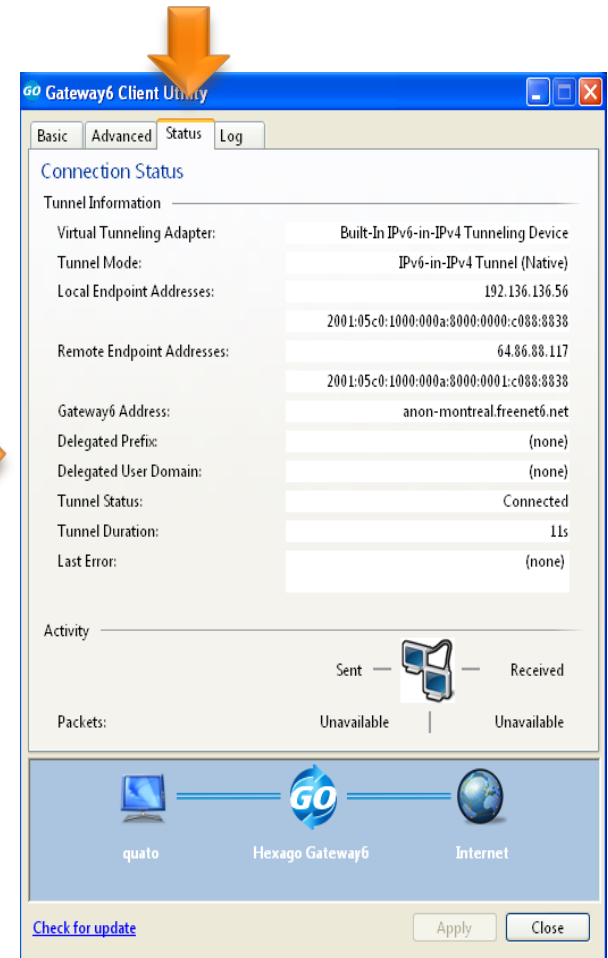 GO Gateway6 Client Utility
Basic Advanced Status Log
Connection Status
Tunnel Information
Virtual Tunneling Adapter: Built-In IPv6-in-IPv4 Tunneling Device
Tunnel Mode: IPv6-in-IPv4 Tunnel (Native)
Local Endpoint Addresses: 192.136.136.56
2001:05c0:1000:000a:8000:0000:c088:8838
Remote Endpoint Addresses: 64.86.88.117
2001:05c0:1000:000a:8000:0001:c088:8838
Gateway6 Address: anon-montreal.freenet6.net
Delegated Prefix: (none)
Delegated User Domain: (none)
Tunnel Status: Connected
Tunnel Duration: 11s
Last Error: (none)
Activity
Sent Received
Packets: Unavailable Unavailable
GO
quato Hexago Gateway6 Internet
Check for update Apply Close